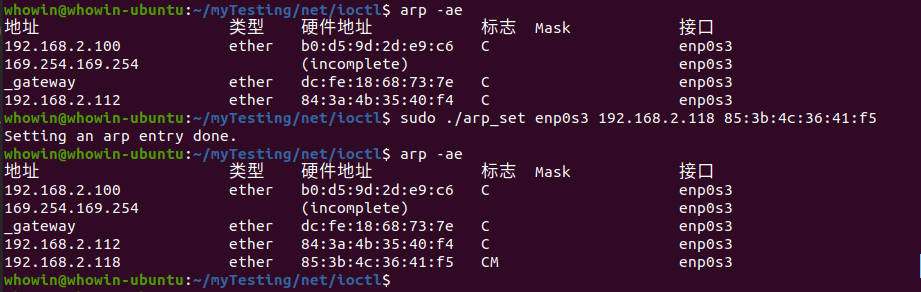 whowin@whowin-ubuntu:~/myTesting/net/ioctl$ arp -ae
地址 类型 硬件地址 标志 Mask 接口
192.168.2.100 ether b0:d5:9d:2d:e9:c6 C enp0s3
169.254.169.254 (incomplete) enp0s3
_gateway ether dc:fe:18:68:73:7e C enp0s3
192.168.2.112 ether 84:3a:4b:35:40:f4 C enp0s3
whowin@whowin-ubuntu:~/myTesting/net/ioctl$ sudo ./arp_set enp0s3 192.168.2.118 85:3b:4c:36:41:f5
Setting an arp entry done.
whowin@whowin-ubuntu:~/myTesting/net/ioctl$ arp -ae
地址 类型 硬件地址 标志 Mask 接口
192.168.2.100 ether b0:d5:9d:2d:e9:c6 C enp0s3
169.254.169.254 (incomplete) enp0s3
_gateway ether dc:fe:18:68:73:7e C enp0s3
192.168.2.112 ether 84:3a:4b:35:40:f4 C enp0s3
192.168.2.118 ether 85:3b:4c:36:41:f5 CM enp0s3
whowin@whowin-ubuntu:~/myTesting/net/ioctl$